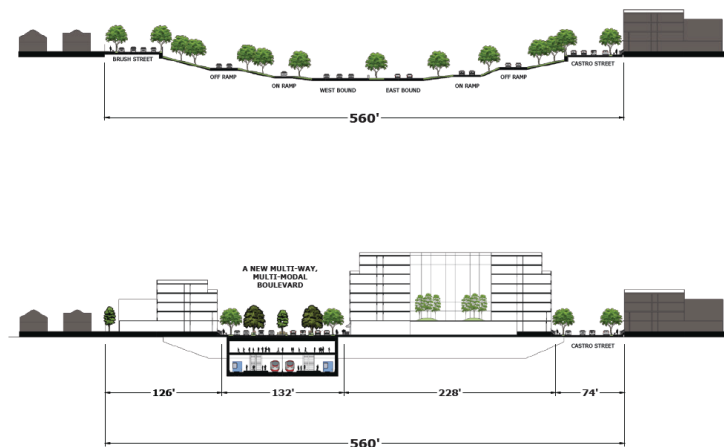 BRUSH STREET
OFF RAMP
ON RAMP
WEST BOUND
EAST BOUND
ON RAMP
OFF RAMP
CASTRO STREET
560'
A NEW MULTI-WAY,
MULTI-MODAL
BOULEVARD
CASTRO STREET
126'
132'
228'
74'
560'